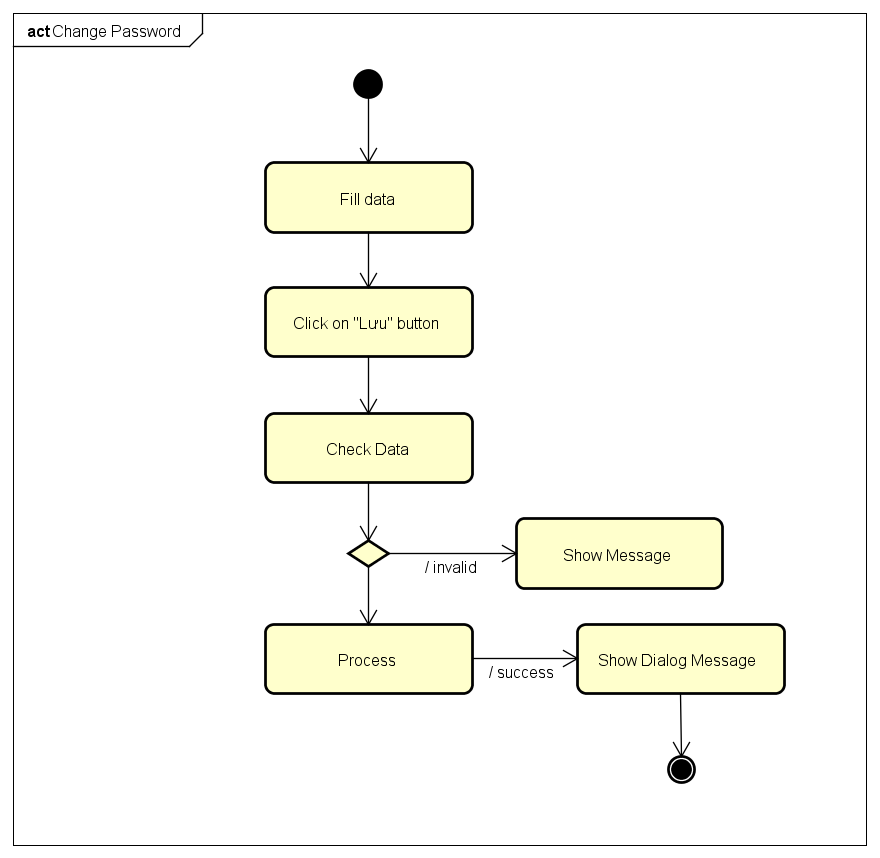 act Change Password
Fill data
Click on "Lưu" button
Check Data
/ invalid
Show Message
Process
/ success
Show Dialog Message